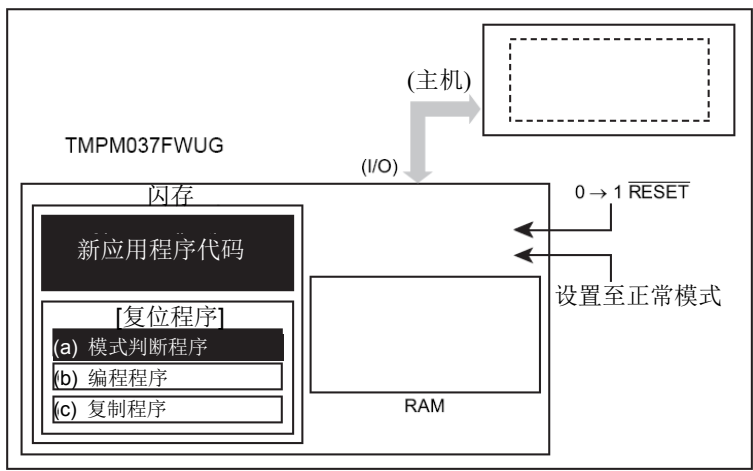 (主机)
TMPM037FWUG
(I/O)
闪存
0 → 1 RESET
新应用程序代码
设置至正常模式
[复位程序]
(a) 模式判断程序
(b) 编程程序
(c) 复制程序
RAM